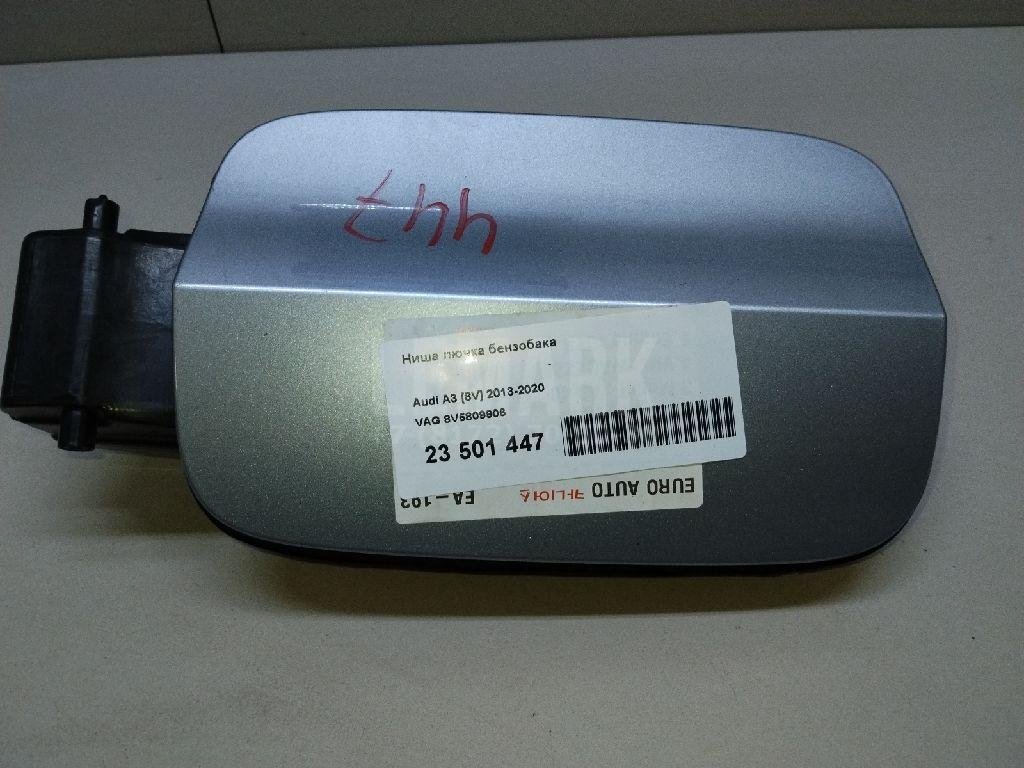 447
Ниша лючка бензобака
Audi A3 (8V) 2013-2020
VAG 8V5809906
23 501 447
EURO AUTO
EA-193